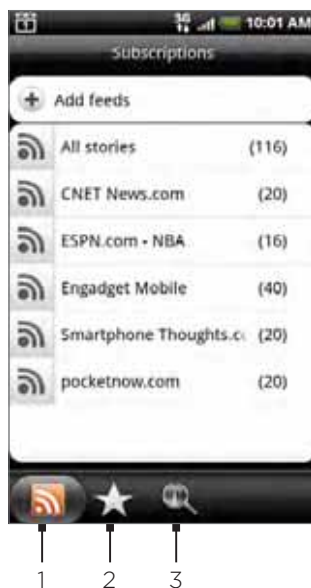 3G 10:01 AM
Subscriptions
Add feeds
All stories (116)
CNET News.com (20)
ESPN.com • NBA (16)
Engadget Mobile (40)
Smartphone Thoughts.c (20)
pocketnow.com (20)
1 2 3